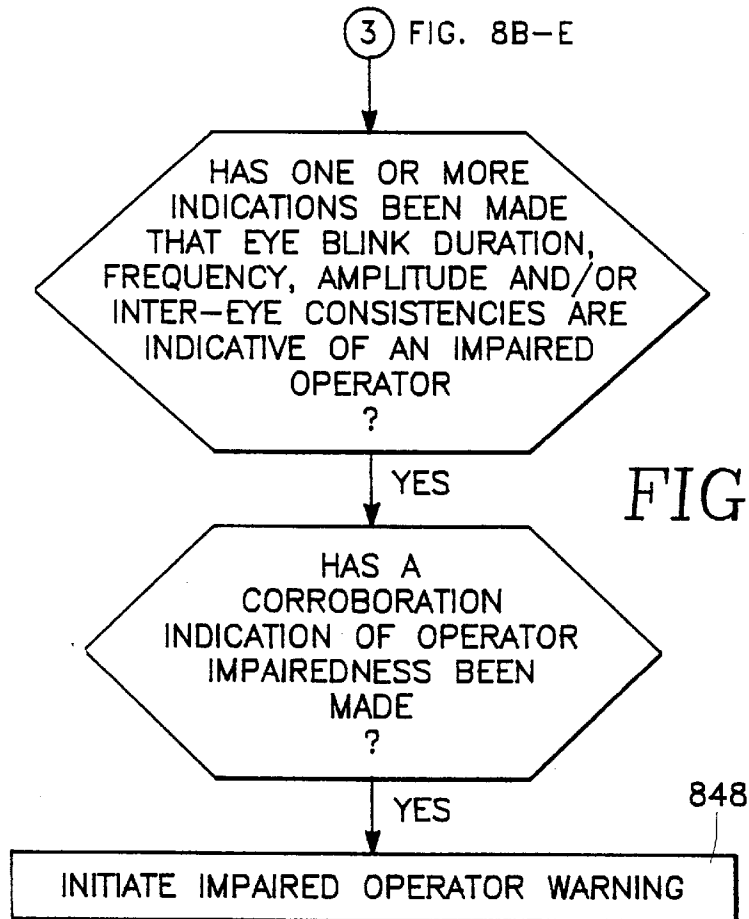 3 FIG. 8B-E
HAS ONE OR MORE
INDICATIONS BEEN MADE
THAT EYE BLINK DURATION,
FREQUENCY, AMPLITUDE AND/OR
INTER-EYE CONSISTENCIES ARE
INDICATIVE OF AN IMPAIRED
OPERATOR
?
YES
FIG
HAS A
CORROBORATION
INDICATION OF OPERATOR
IMPAIREDNESS BEEN
MADE
?
YES
848
INITIATE IMPAIRED OPERATOR WARNING